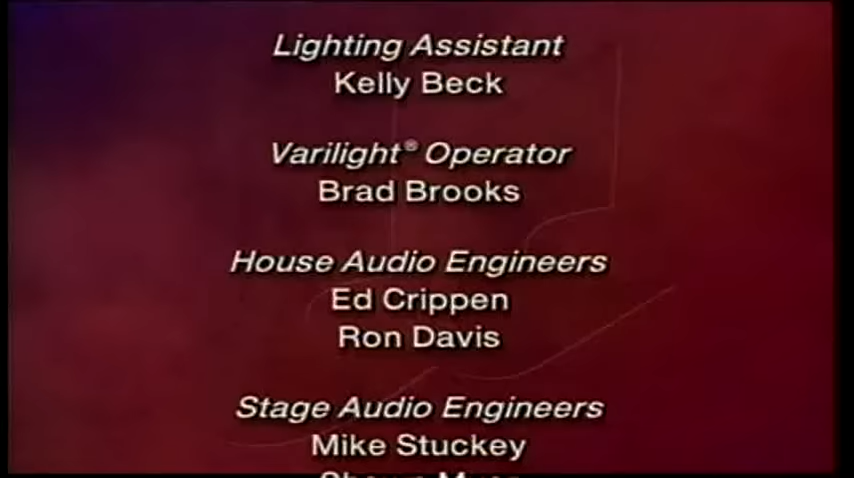 Lighting Assistant
Kelly Beck
Varilight® Operator
Brad Brooks
House Audio Engineers
Ed Crippen
Ron Davis
Stage Audio Engineers
Mike Stuckey